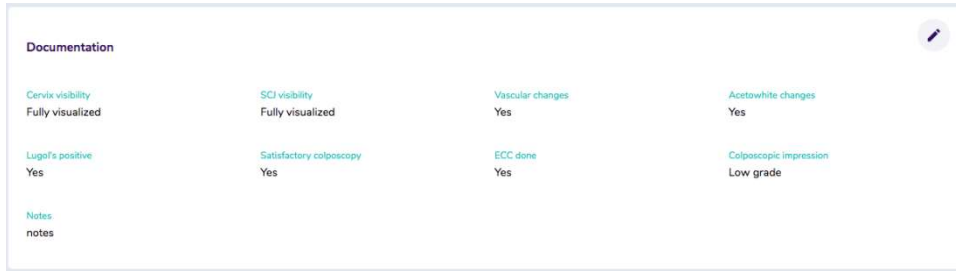 Documentation
Cervix visibility
Fully visualized
SCJ visibility
Fully visualized
Vascular changes
Yes
Acetowhite changes
Yes
Lugol's positive
Yes
Satisfactory colposcopy
Yes
ECC done
Yes
Colposcopic impression
Low grade
Notes
notes